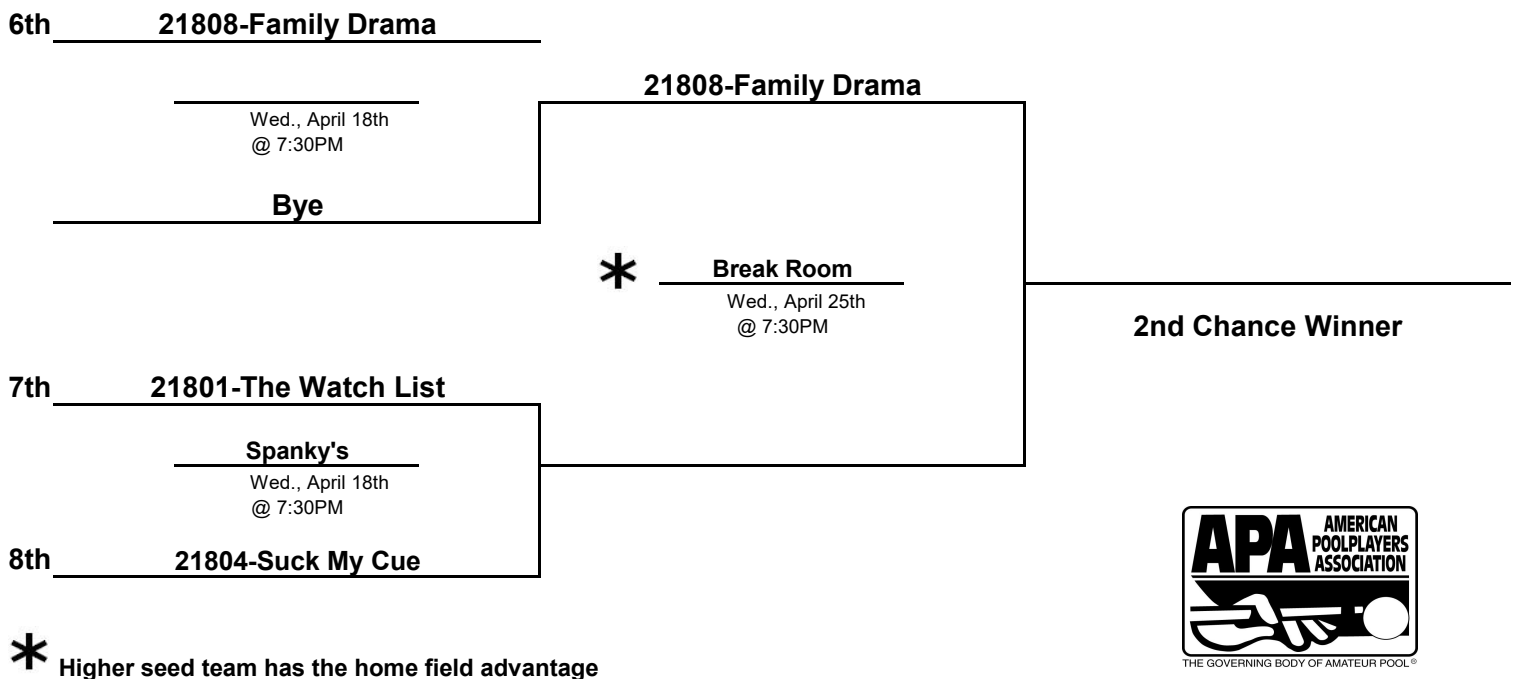 6th 21808-Family Drama
21808-Family Drama
Wed., April 18th
@ 7:30PM
Bye
* Break Room
Wed., April 25th
@ 7:30PM
2nd Chance Winner
7th 21801-The Watch List
Spanky's
Wed., April 18th
@ 7:30PM
8th 21804-Suck My Cue
APA AMERICAN
POOLPLAYERS
ASSOCIATION
THE GOVERNING BODY OF AMATEUR POOL®
* Higher seed team has the home field advantage